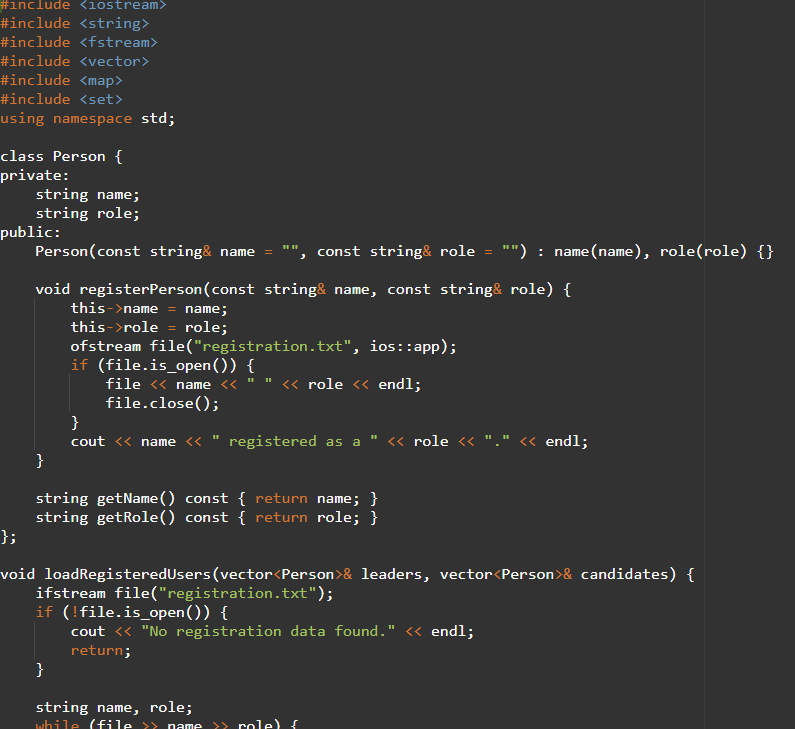 #include <iostream>
#include <string>
#include <fstream>
#include <vector>
#include <map>
#include <set>
using namespace std;

class Person {
private:
    string name;
    string role;
public:
    Person(const string& name = "", const string& role = "") : name(name), role(role) {}

    void registerPerson(const string& name, const string& role) {
        this->name = name;
        this->role = role;
        ofstream file("registration.txt", ios::app);
        if (file.is_open()) {
            file << name << " " << role << endl;
            file.close();
        }
        cout << name << " registered as a " << role << "." << endl;
    }

    string getName() const { return name; }
    string getRole() const { return role; }
};

void loadRegisteredUsers(vector<Person>& leaders, vector<Person>& candidates) {
    ifstream file("registration.txt");
    if (!file.is_open()) {
        cout << "No registration data found." << endl;
        return;
    }

    string name, role;
    while (file >> name >> role) {